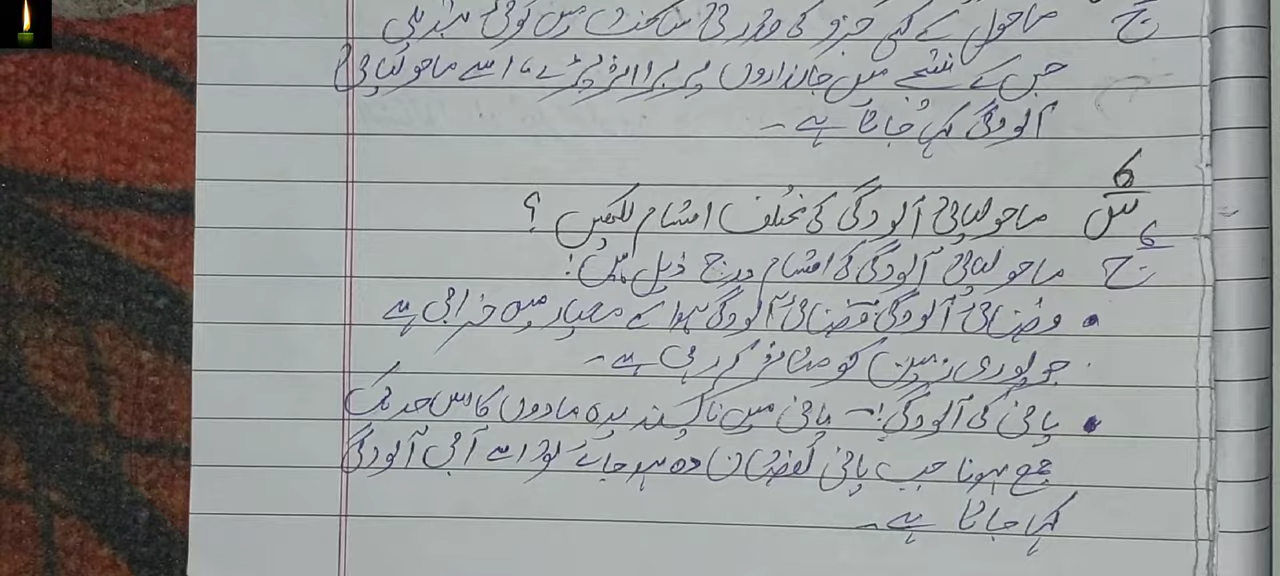 ج ماحول کے کسی جزو کی قدرتی ساخت میں کوئی تبدیلی
جس کے نتیجے میں جانداروں پر برا اثر پڑے، اسے ماحولیاتی
آلودگی کہا جاتا ہے۔
6
س ماحولیاتی آلودگی کی مختلف اقسام لکھیں؟
6
ج ماحولیاتی آلودگی کی اقسام درج ذیل ہیں:
• فضائی آلودگی: فضائی آلودگی ہوا کے معیار میں خرابی ہے
جو پوری زمین کو متاثر کر رہی ہے۔
• پانی کی آلودگی:- پانی میں ناپسندیدہ مادوں کا اس حد تک
جمع ہونا جب پانی نقصان دہ ہو جائے تو اسے آبی آلودگی
کہا جاتا ہے۔